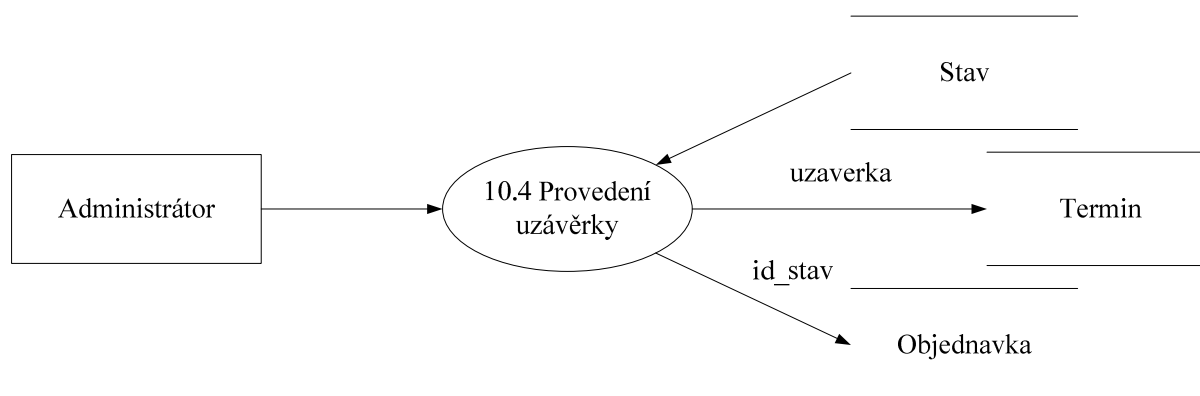 Stav
uzaverka
Administrátor
10.4 Provedení
uzávěrky
Termin
id_stav
Objednavka